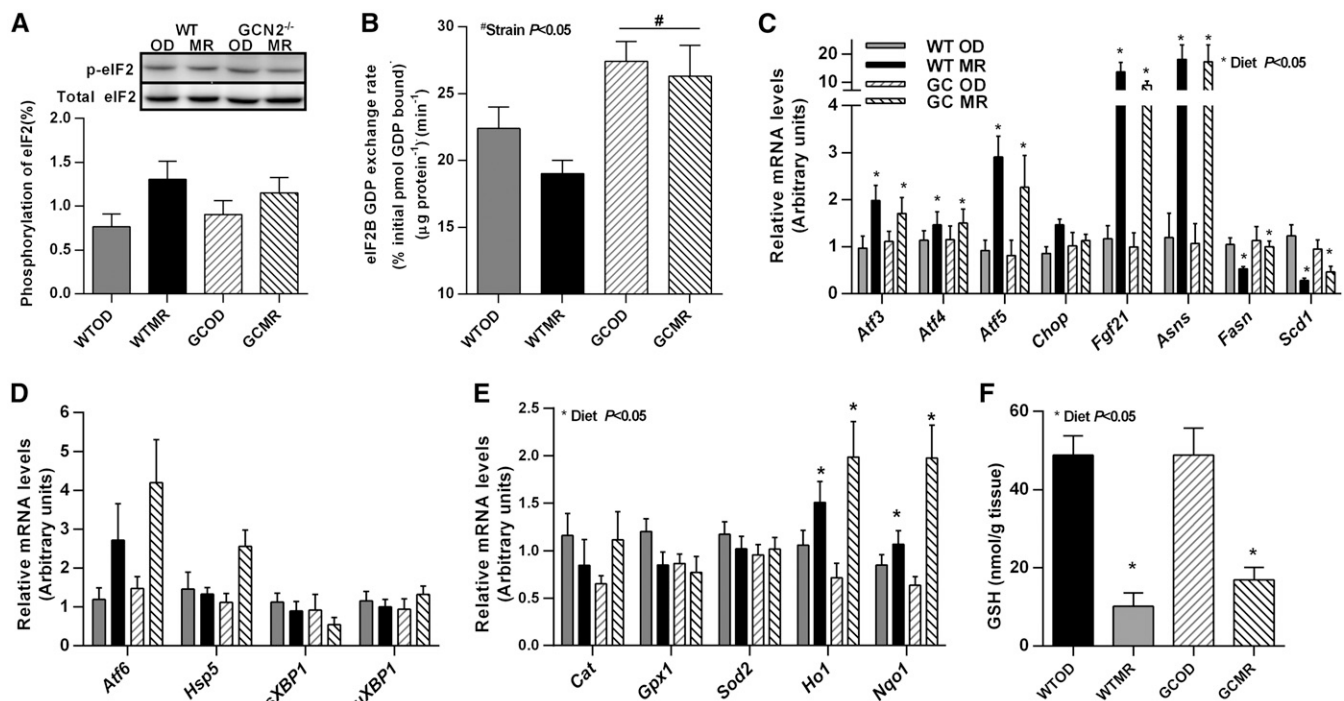 A
WT GCN2-/-
OD MR OD MR
p-eIF2
Total eIF2
Phosphorylation of eIF2(%)
2.0
1.5
1.0
0.5
0.0
WTOD WTMR GCOD GCMR
B
#Strain P<0.05
#
eIF2B GDP exchange rate
(% initial pmol GDP bound)
(µg protein-1) (min-1)
30
25
20
15
10
WTOD WTMR GCOD GCMR
C
WT OD
WT MR
GC OD
GC MR
* Diet P<0.05
Relative mRNA levels
(Arbitrary units)
20
15
10
5
4
3
2
1
0
* * * * * * * * * * * * * *
Atf3 Atf4 Atf5 Chop Fgf21 Asns Fasn Scd1
D
Relative mRNA levels
(Arbitrary units)
6
5
4
3
2
1
0
Atf6 Hsp5 sXBP1 uXBP1
E
* Diet P<0.05
Relative mRNA levels
(Arbitrary units)
2.5
2.0
1.5
1.0
0.5
0.0
* * * *
Cat Gpx1 Sod2 Ho1 Nqo1
F
* Diet P<0.05
GSH (nmol/g tissue)
60
40
20
0
* *
WTOD WTMR GCOD GCMR